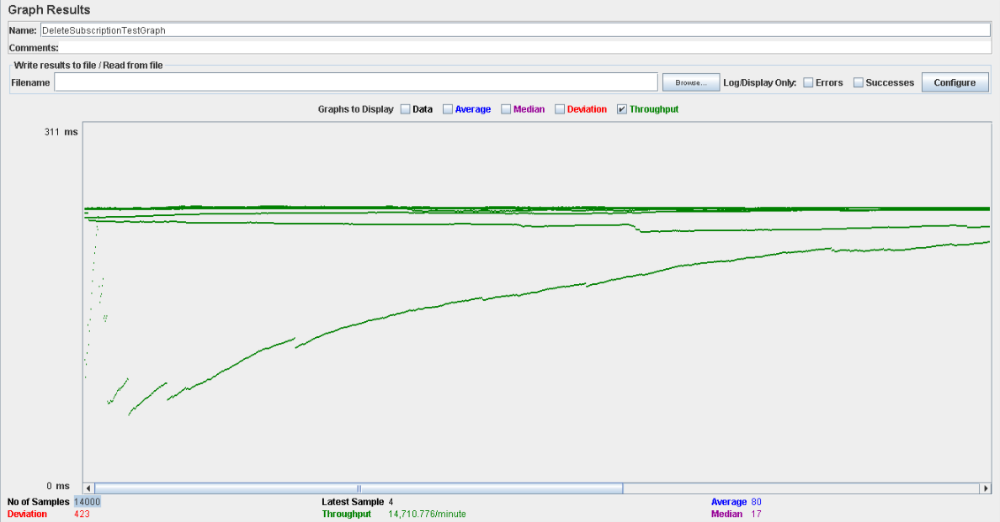 Graph Results
Name: DeleteSubscriptionTestGraph
Comments:
Write results to file / Read from file
Filename Browse... Log/Display Only: Errors Successes Configure
Graphs to Display Data Average Median Deviation Throughput
311 ms
0 ms
No of Samples 14000 Latest Sample 4 Average 80
Deviation 423 Throughput 14,710.776/minute Median 17